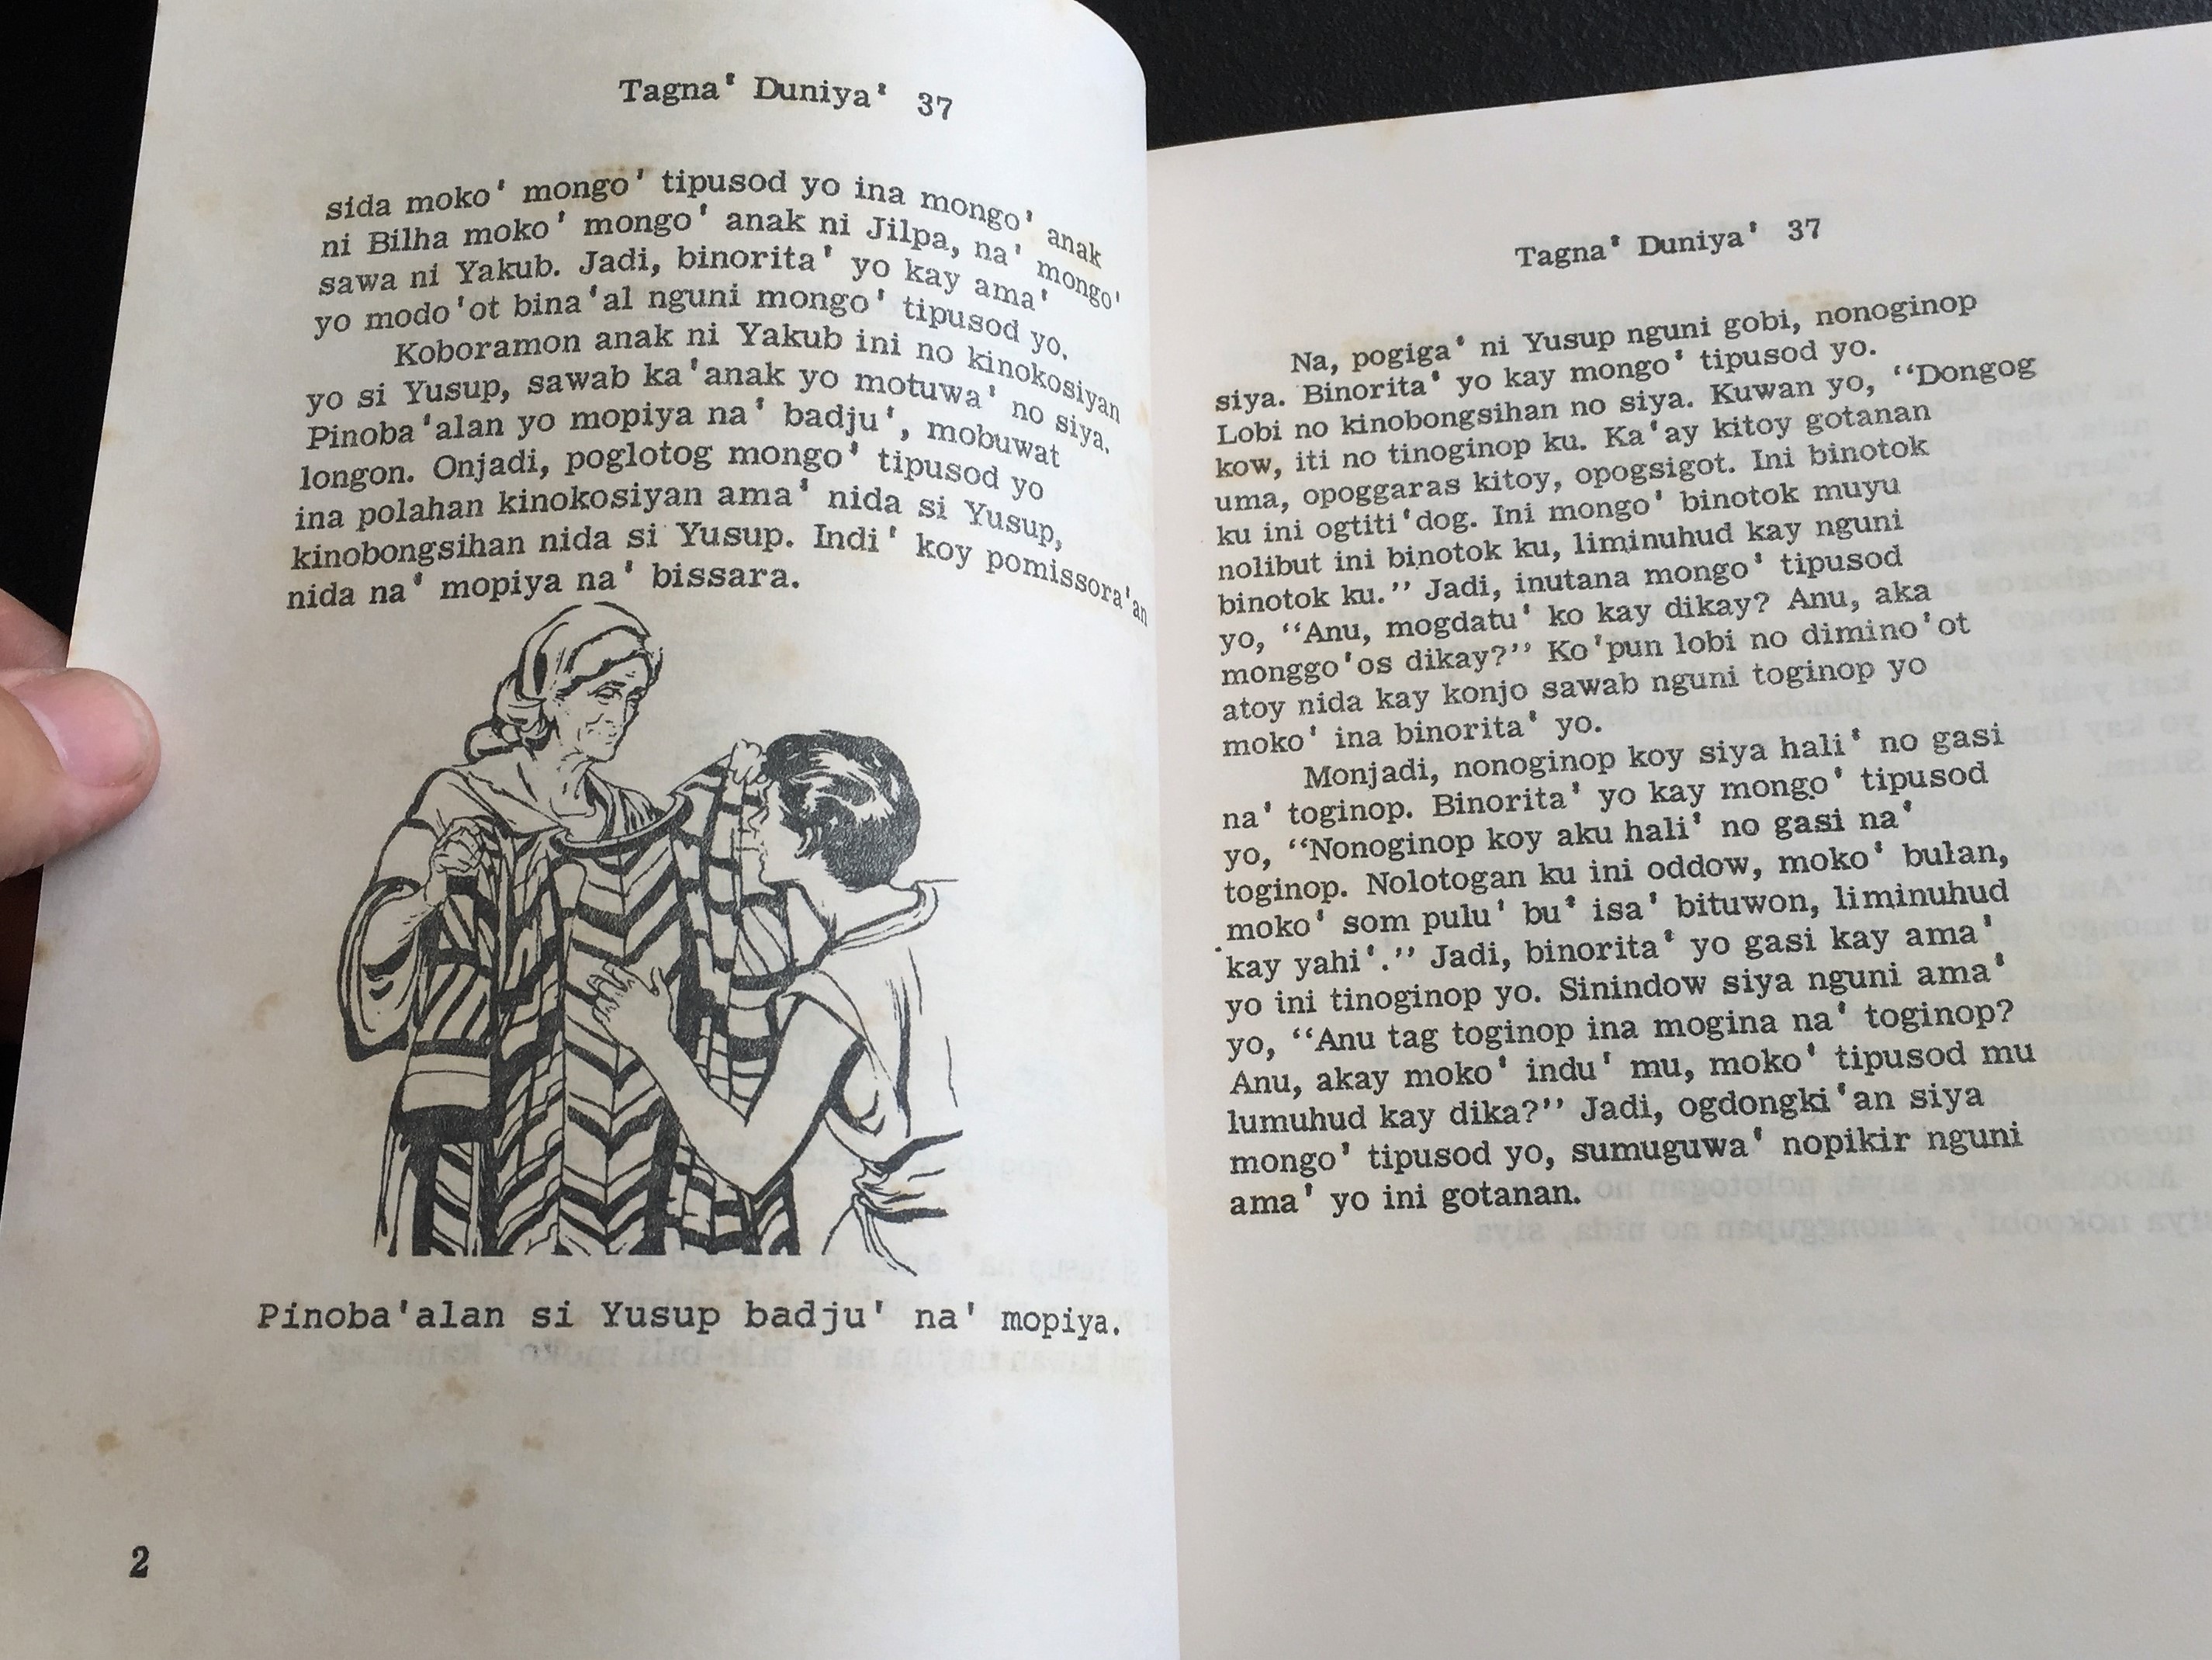 Tagna' Duniya' 37
sida moko' mongo' tipusod yo ina mongo' anak
ni Bilha moko' mongo' anak ni Jilpa, na' mongo'
sawa ni Yakub. Jadi, binorita' yo kay ama'
yo modo'ot bina'al nguni mongo' tipusod yo.
Koboramon anak ni Yakub ini no kinokosiyan
yo si Yusup, sawab ka'anak yo motuwa' no siya.
Pinoba'alan yo mopiya na' badju', mobuwat
longon. Onjadi, poglotog mongo' tipusod yo
ina polahan kinokosiyan ama' nida si Yusup,
kinobongsihan nida si Yusup. Indi' koy pomissora'an
nida na' mopiya na' bissara.
Pinoba'alan si Yusup badju' na' mopiya.
2
Tagna' Duniya' 37
Na, pogiga' ni Yusup nguni gobi, nonoginop
siya. Binorita' yo kay mongo' tipusod yo.
Lobi no kinobongsihan no siya. Kuwan yo, "Dongog
kow, iti no tinoginop ku. Ka'ay kitoy gotanan
uma, opoggaras kitoy, opogsigot. Ini binotok
ku ini ogtiti'dog. Ini mongo' binotok muyu
nolibut ini binotok ku, liminuhud kay nguni
binotok ku." Jadi, inutana mongo' tipusod
yo, "Anu, mogdatu' ko kay dikay? Anu, aka
monggo'os dikay?" Ko'pun lobi no dimino'ot
atoy nida kay konjo sawab nguni toginop yo
moko' ina binorita' yo.
Monjadi, nonoginop koy siya hali' no gasi
na' toginop. Binorita' yo kay mongo' tipusod
yo, "Nonoginop koy aku hali' no gasi na'
toginop. Nolotogan ku ini oddow, moko' bulan,
moko' som pulu' bu' isa' bituwon, liminuhud
kay yahi'." Jadi, binorita' yo gasi kay ama'
yo ini tinoginop yo. Sinindow siya nguni ama'
yo, "Anu tag toginop ina mogina na' toginop?
Anu, akay moko' indu' mu, moko' tipusod mu
lumuhud kay dika?" Jadi, ogdongki'an siya
mongo' tipusod yo, sumuguwa' nopikir nguni
ama' yo ini gotanan.